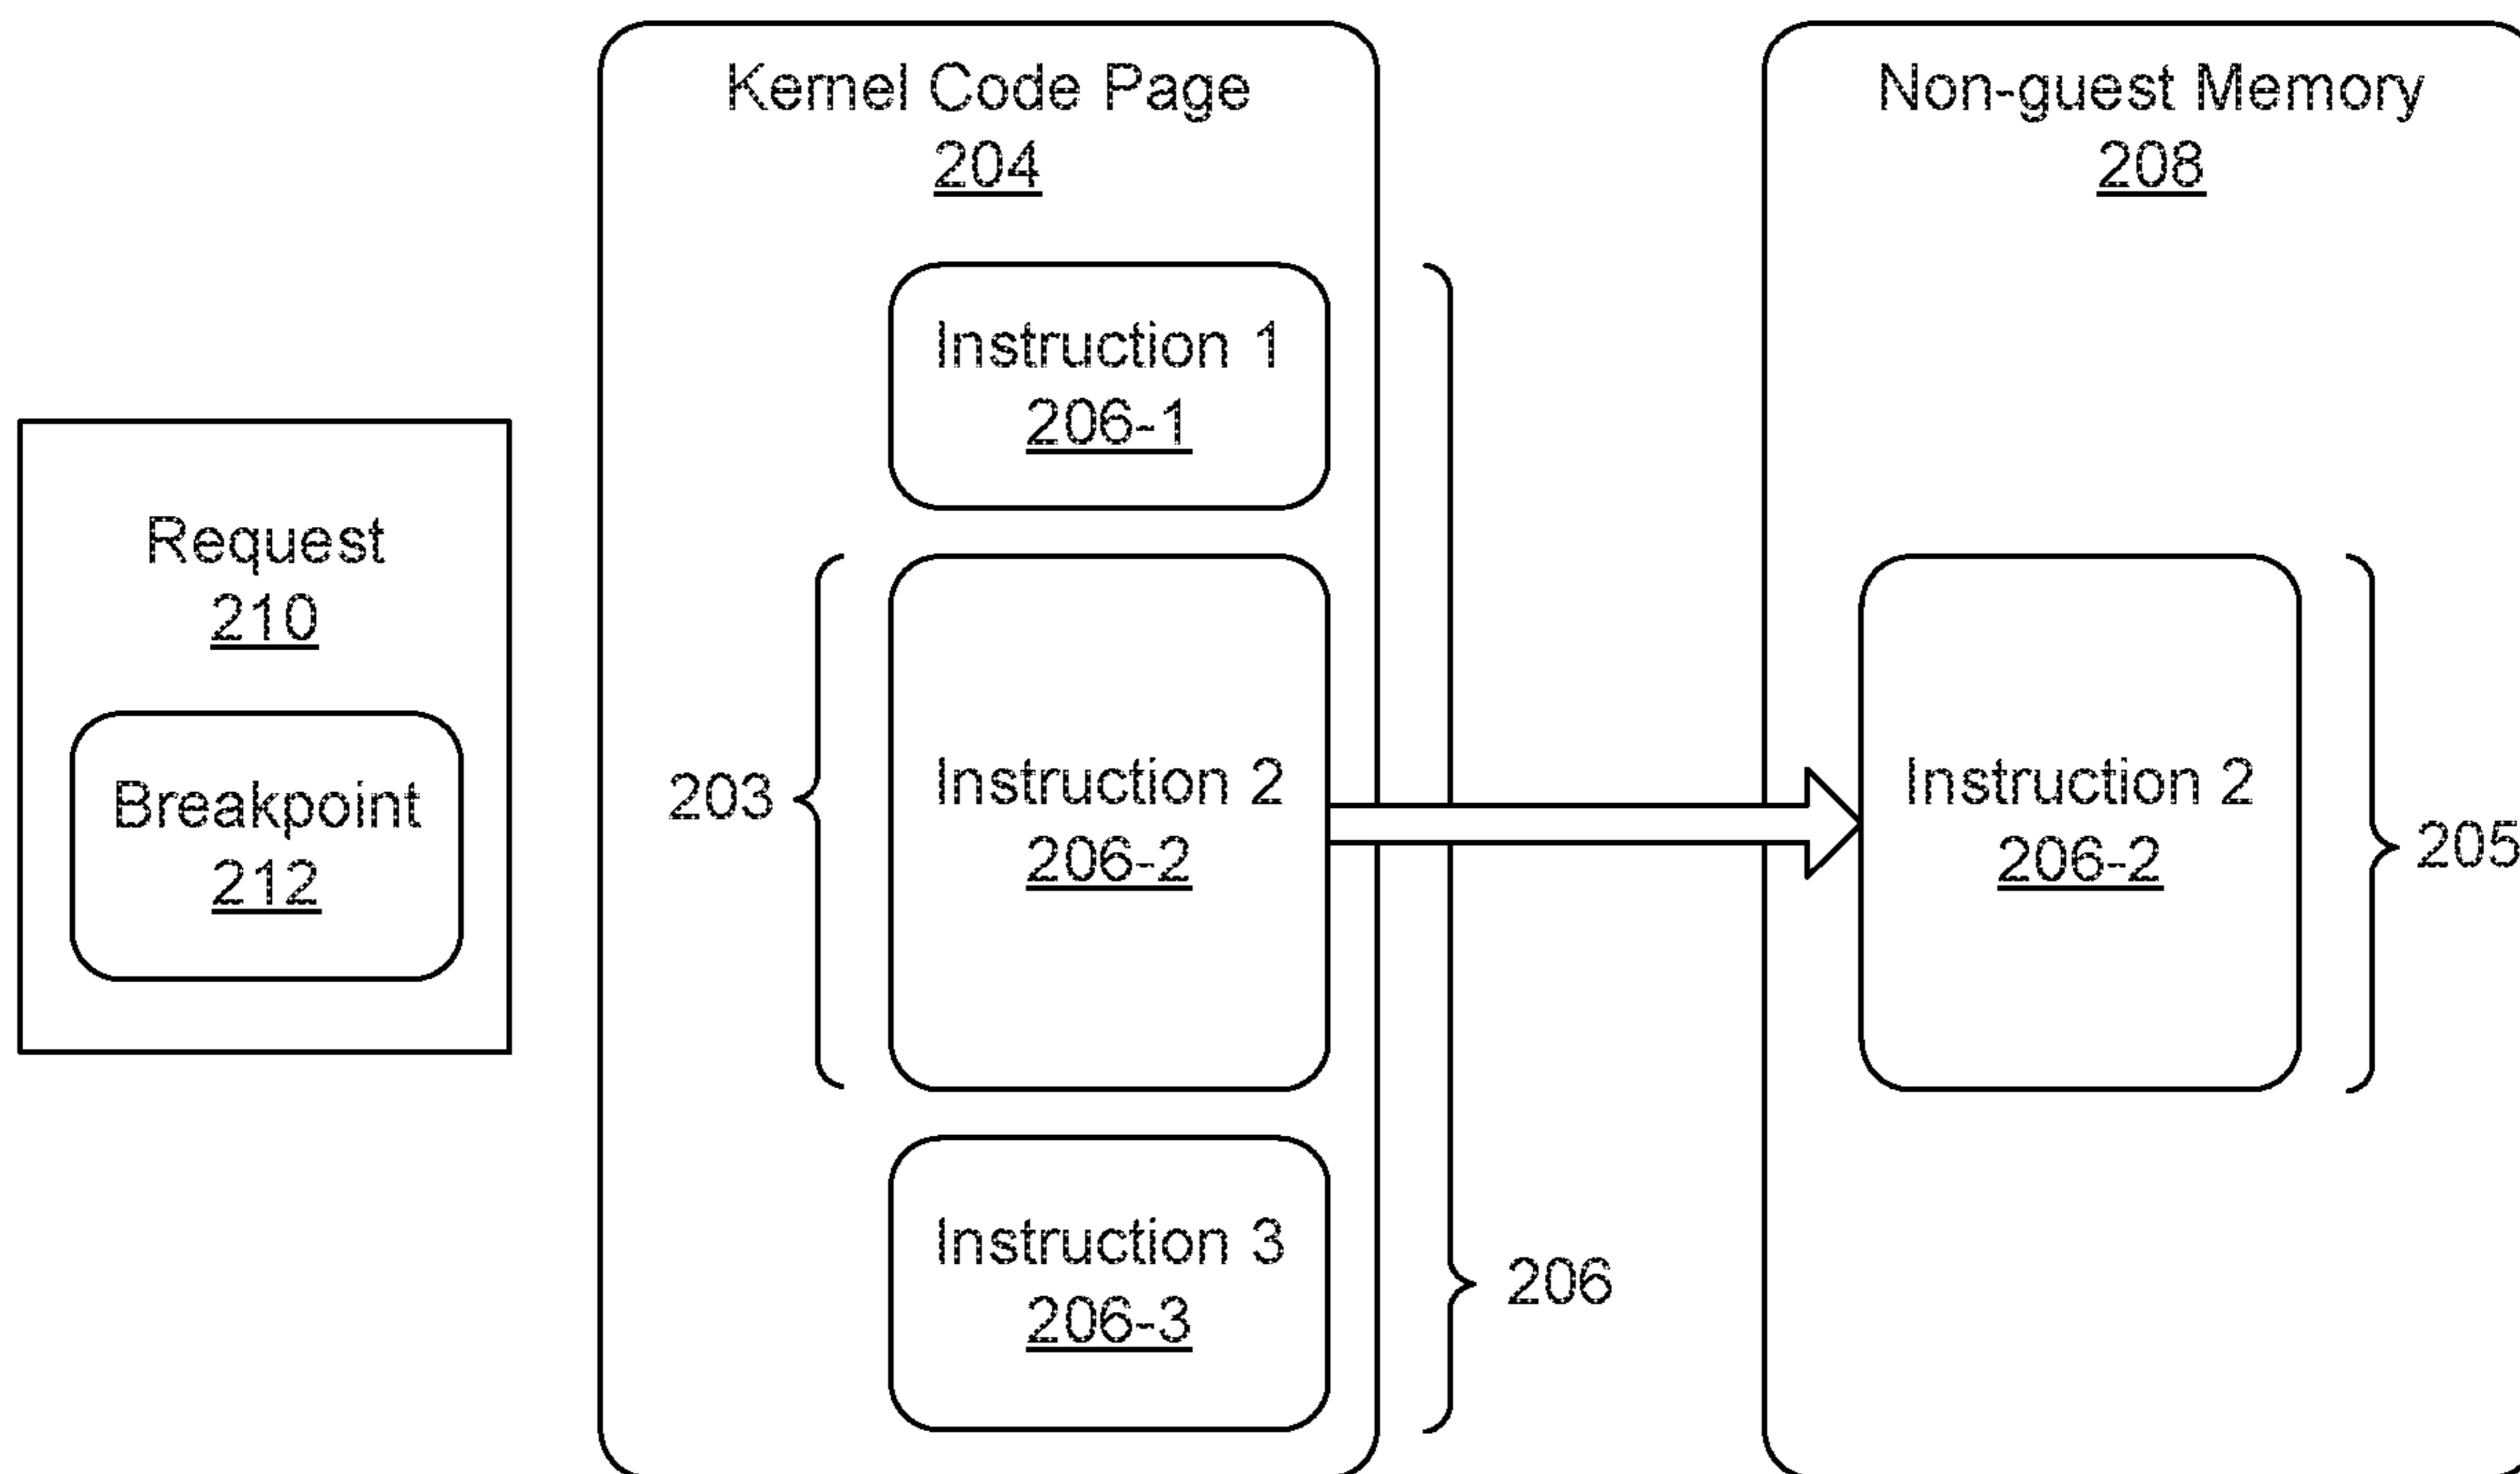 Kernel Code Page
204
Non-guest Memory
208
Instruction 1
206-1
Request
210
Breakpoint
212
203
Instruction 2
206-2
Instruction 2
206-2
205
Instruction 3
206-3
206